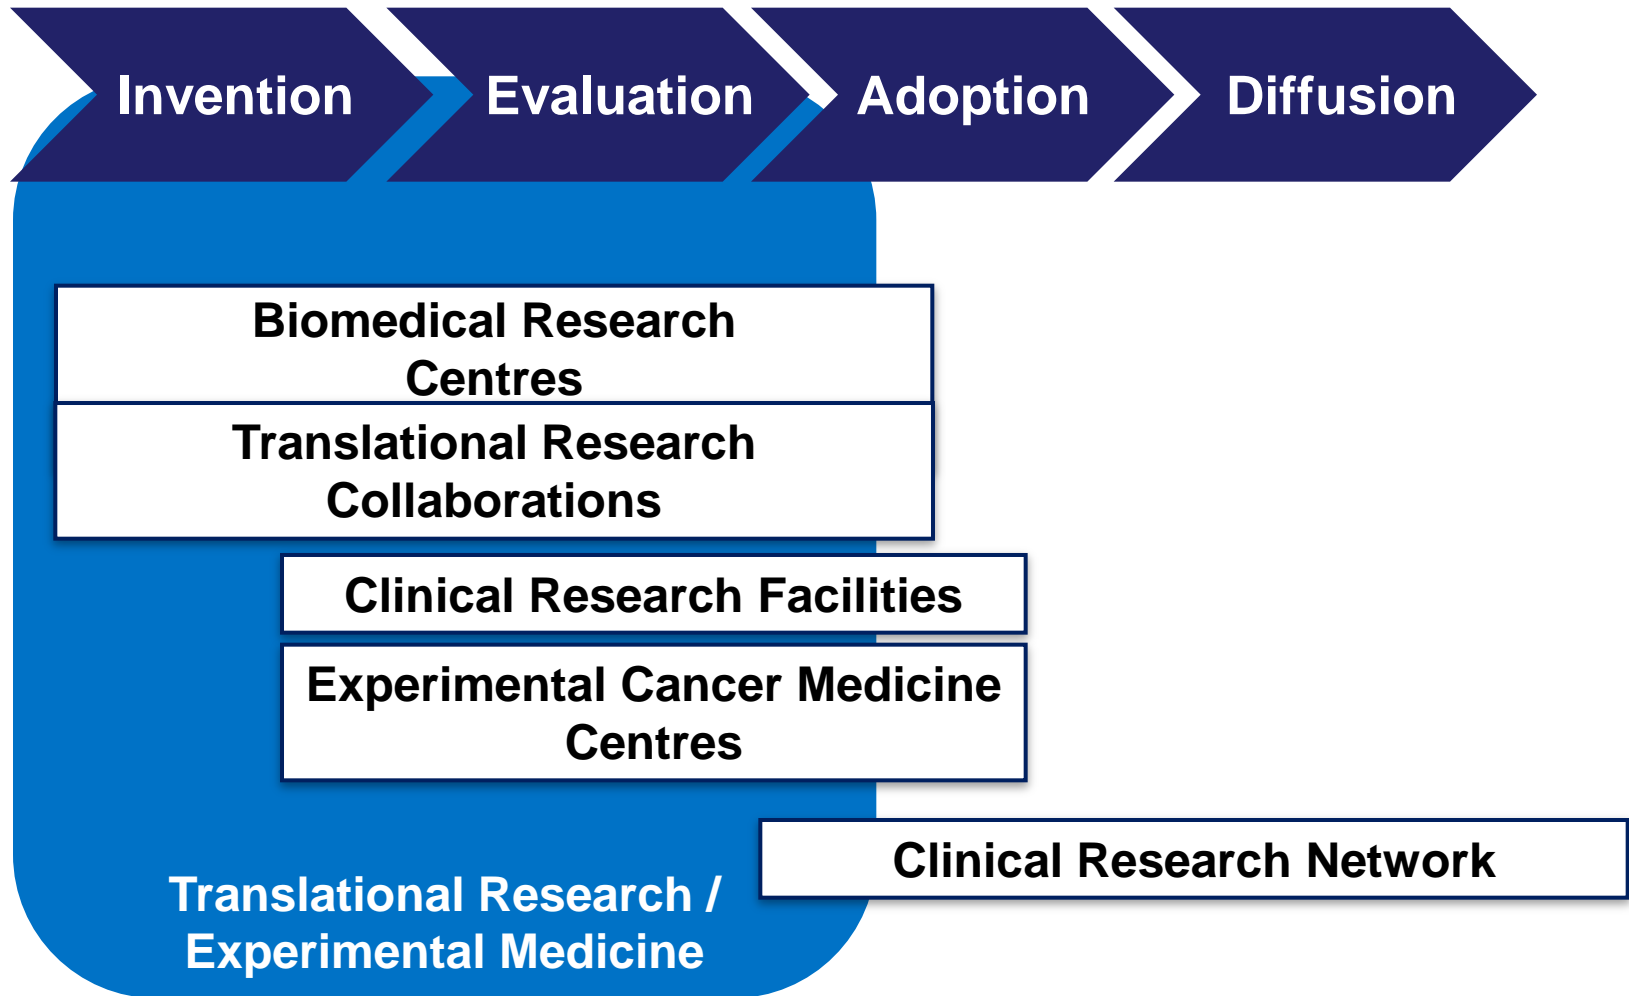 Invention
Evaluation
Adoption
Diffusion
Biomedical Research
Centres
Translational Research
Collaborations
Clinical Research Facilities
Experimental Cancer Medicine
Centres
Clinical Research Network
Translational Research /
Experimental Medicine